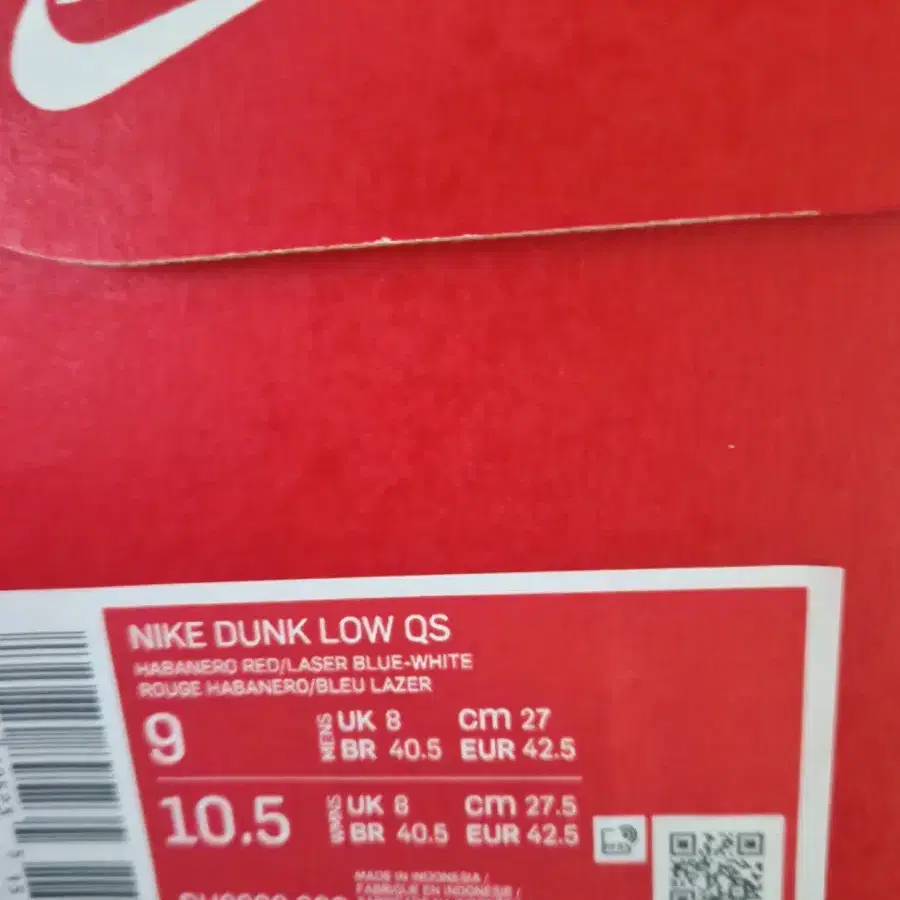 NIKE DUNK LOW QS
HABANERO RED/LASER BLUE-WHITE
ROUGE HABANERO/BLEU LAZER
9 MENS UK 8 cm 27
BR 40.5 EUR 42.5
10.5 WMNS UK 8 cm 27.5
BR 40.5 EUR 42.5
MADE IN INDONESIA /
FABRIQUÉ EN INDONÉSIE /